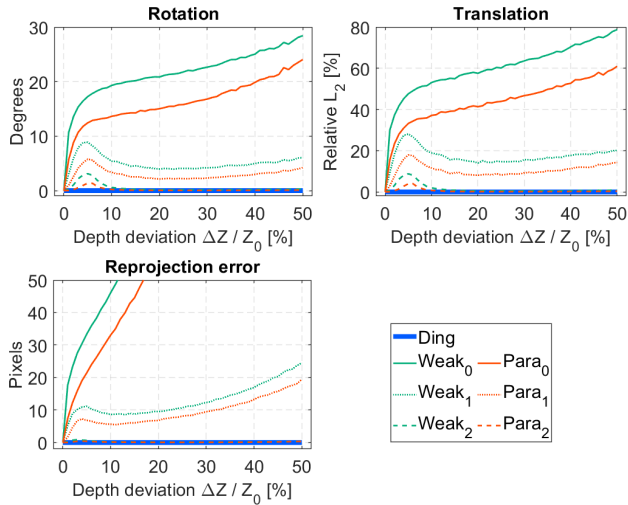 Rotation
Degrees
30
20
10
0
0 10 20 30 40 50
Depth deviation ΔZ / Z₀ [%]
Translation
Relative L₂ [%]
80
60
40
20
0
0 10 20 30 40 50
Depth deviation ΔZ / Z₀ [%]
Reprojection error
Pixels
50
40
30
20
10
0
0 10 20 30 40 50
Depth deviation ΔZ / Z₀ [%]
Ding
Weak₀ Para₀
Weak₁ Para₁
Weak₂ Para₂